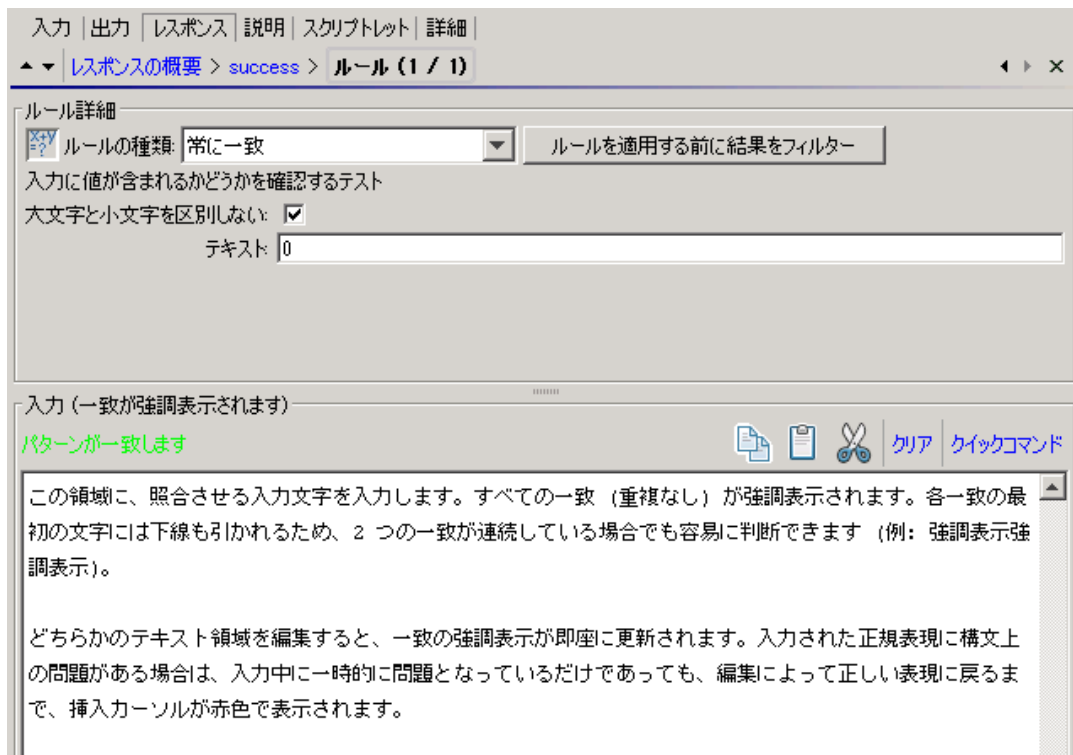 入力 | 出力 | レスポンス | 説明 | スクリプトレット | 詳細 |
レスポンスの概要 > success > ルール (1 / 1)
ルール詳細
X+Y=? ルールの種類: 常に一致 ルールを適用する前に結果をフィルター
入力に値が含まれるかどうかを確認するテスト
大文字と小文字を区別しない:
テキスト: 0
入力 (一致が強調表示されます)
パターンが一致します クリア クイックコマンド
この領域に、照合させる入力文字を入力します。すべての一致 (重複なし) が強調表示されます。各一致の最
初の文字には下線も引かれるため、2 つの一致が連続している場合でも容易に判断できます (例: 強調表示強
調表示)。
どちらかのテキスト領域を編集すると、一致の強調表示が即座に更新されます。入力された正規表現に構文上
の問題がある場合は、入力中に一時的に問題となっているだけであっても、編集によって正しい表現に戻るま
で、挿入カーソルが赤色で表示されます。